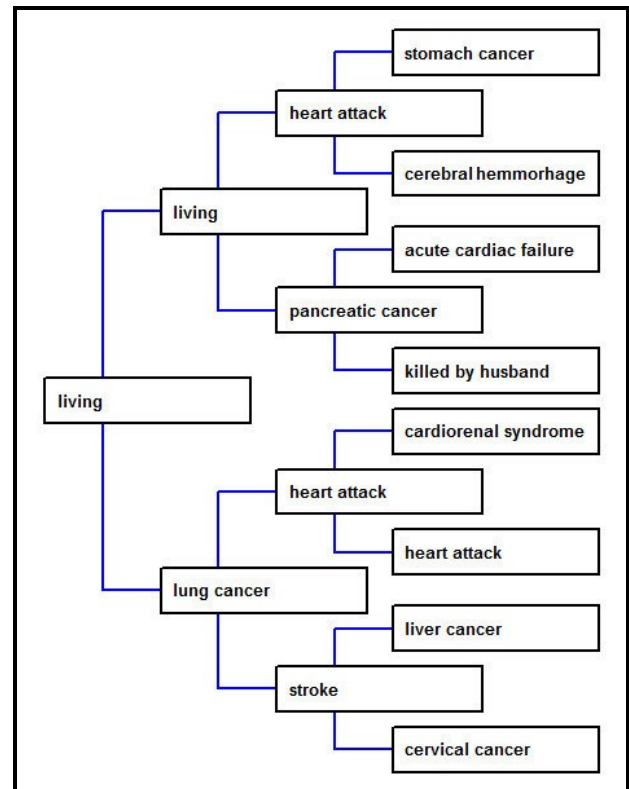 stomach cancer
heart attack
cerebral hemmorhage
living
acute cardiac failure
pancreatic cancer
killed by husband
living
cardiorenal syndrome
heart attack
heart attack
lung cancer
liver cancer
stroke
cervical cancer